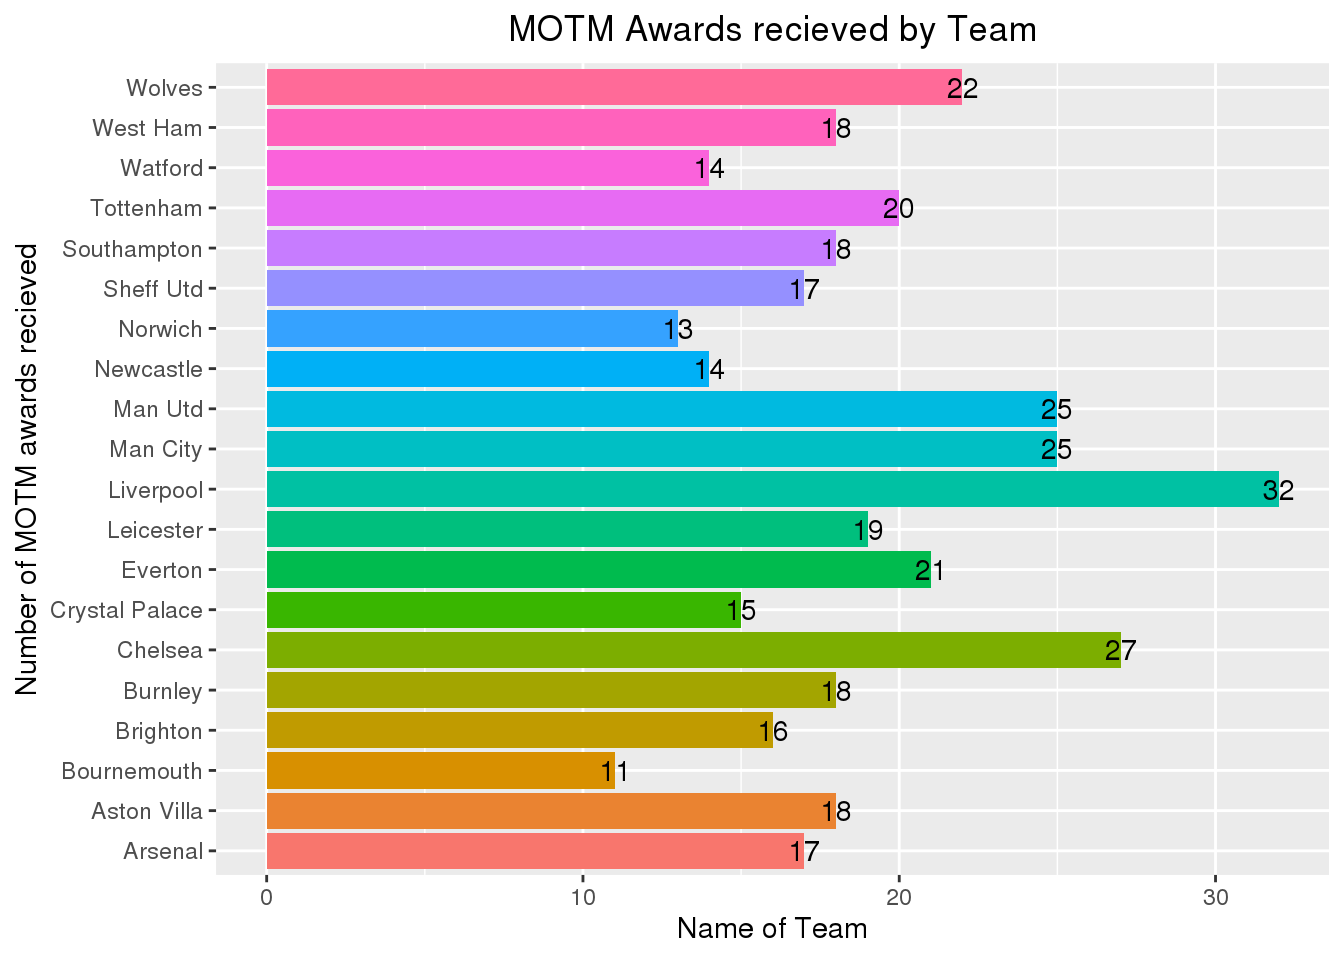 MOTM Awards recieved by Team
Number of MOTM awards recieved
Wolves 22
West Ham 18
Watford 14
Tottenham 20
Southampton 18
Sheff Utd 17
Norwich 13
Newcastle 14
Man Utd 25
Man City 25
Liverpool 32
Leicester 19
Everton 21
Crystal Palace 15
Chelsea 27
Burnley 18
Brighton 16
Bournemouth 11
Aston Villa 18
Arsenal 17
0 10 20 30
Name of Team